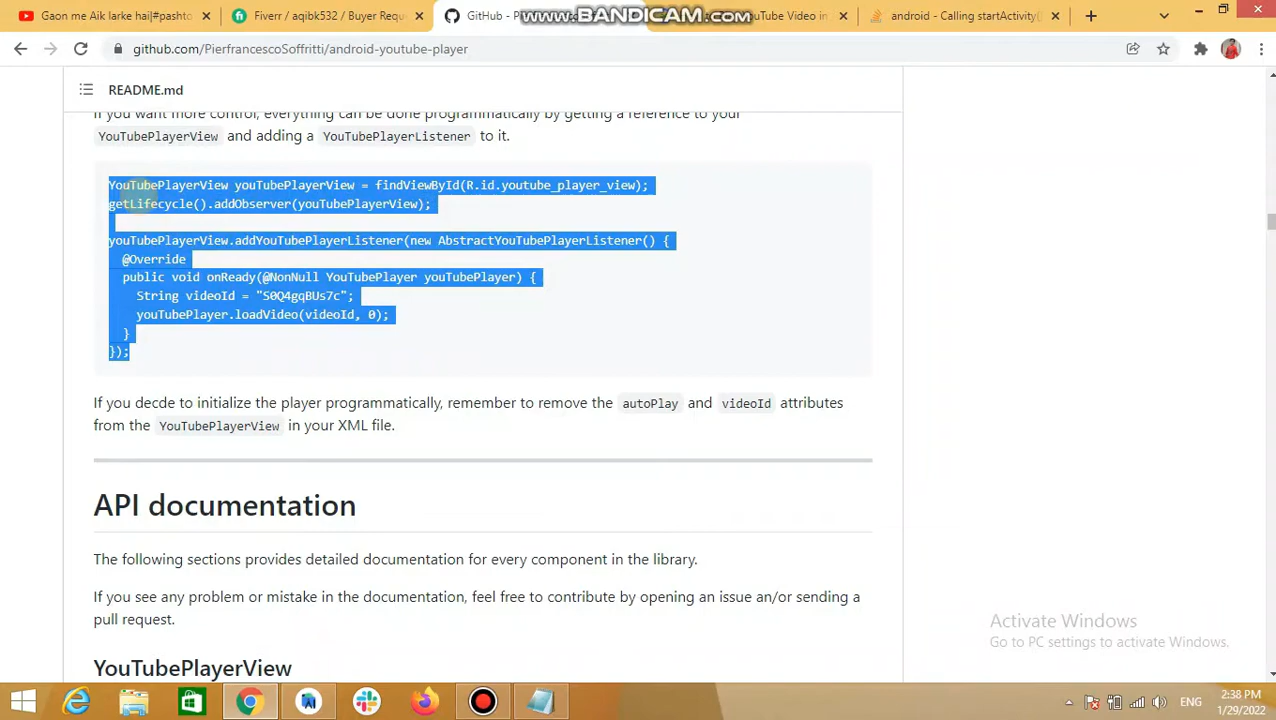 Gaon me Aik larke hai|#pashto
Fiverr / aqibk532 / Buyer Requ
GitHub - P
www.BANDICAM.com
ouTube Video in
android - Calling startActivity(
github.com/PierfrancescoSoffritti/android-youtube-player
README.md
If you want more control, everything can be done programmatically by getting a reference to your
YouTubePlayerView and adding a YouTubePlayerListener to it.
YouTubePlayerView youTubePlayerView = findViewById(R.id.youtube_player_view);
getLifecycle().addObserver(youTubePlayerView);
youTubePlayerView.addYouTubePlayerListener(new AbstractYouTubePlayerListener() {
@Override
public void onReady(@NonNull YouTubePlayer youTubePlayer) {
String videoId = "S0Q4gqBUs7c";
youTubePlayer.loadVideo(videoId, 0);
}
});
If you decde to initialize the player programmatically, remember to remove the autoPlay and videoId attributes
from the YouTubePlayerView in your XML file.
API documentation
The following sections provides detailed documentation for every component in the library.
If you see any problem or mistake in the documentation, feel free to contribute by opening an issue an/or sending a
pull request.
YouTubePlayerView
Activate Windows
Go to PC settings to activate Windows.
ENG
2:38 PM
1/29/2022